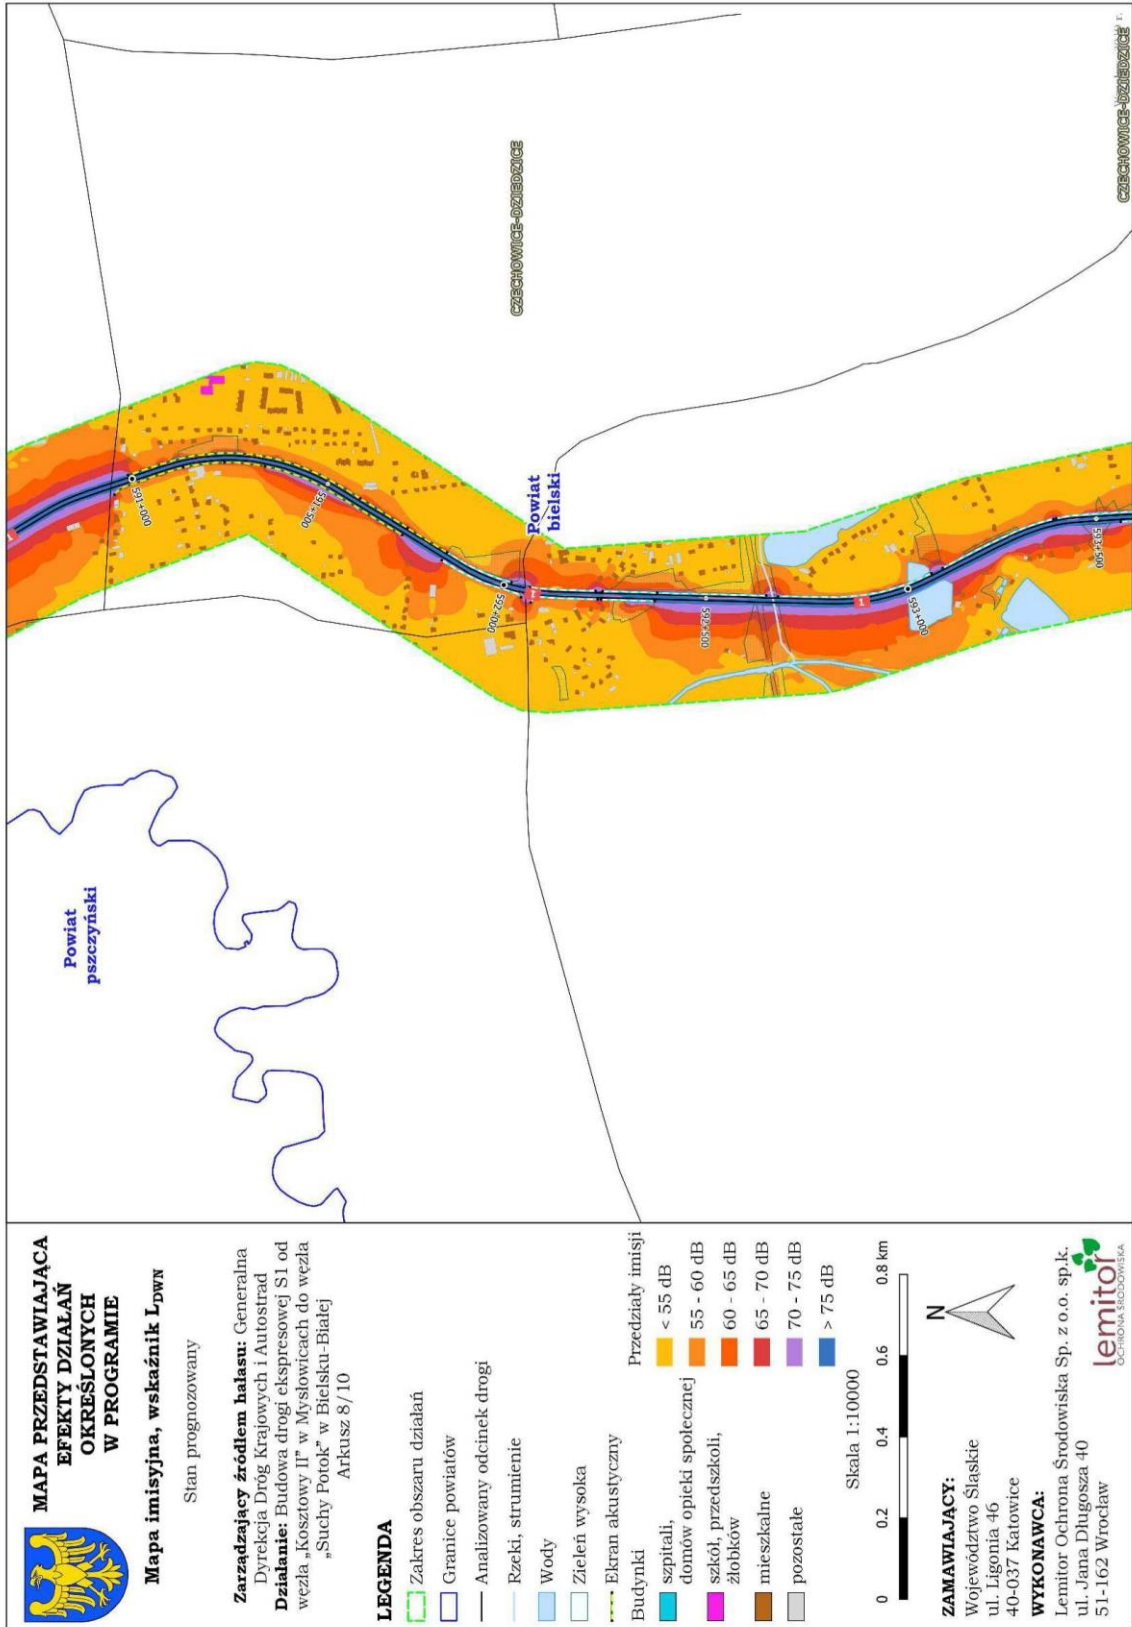 MAPA PRZEDSTAWIAJĄCA
EFEKTY DZIAŁAŃ
OKREŚLONYCH
W PROGRAMIE
Mapa imisyjna, wskaźnik LDWN
Stan prognozowany
Zarządzający źródłem hałasu: Generalna
Dyrekcja Dróg Krajowych i Autostrad
Działanie: Budowa drogi ekspresowej S1 od
węzła „Kosztowy II” w Mysłowicach do węzła
„Suchy Potok” w Bielsku-Białej
Arkusz 8/10
LEGENDA
Zakres obszaru działań
Granice powiatów
Analizowany odcinek drogi
Rzeki, strumienie
Wody
Zieleń wysoka
Ekran akustyczny
Budynki
szpitali,
domów opieki społecznej
szkół, przedszkoli,
żłobków
mieszkalne
pozostałe
Przedziały imisji
< 55 dB
55 - 60 dB
60 - 65 dB
65 - 70 dB
70 - 75 dB
> 75 dB
Skala 1:10000
0
0.2
0.4
0.6
0.8 km
N
ZAMAWIAJĄCY:
Województwo Śląskie
ul. Ligonia 46
40-037 Katowice
WYKONAWCA:
Lemitor Ochrona Środowiska Sp. z o.o. sp.k.
ul. Jana Długosza 40
51-162 Wrocław
lemitor
OCHRONA ŚRODOWISKA
Powiat
pszczyński
Powiat
bielski
CZECHOWICE-DZIEDZICE
CZECHOWICE-DZIEDZICE
1
591+000
591+500
592+000
1
592+500
1
593+000
593+500